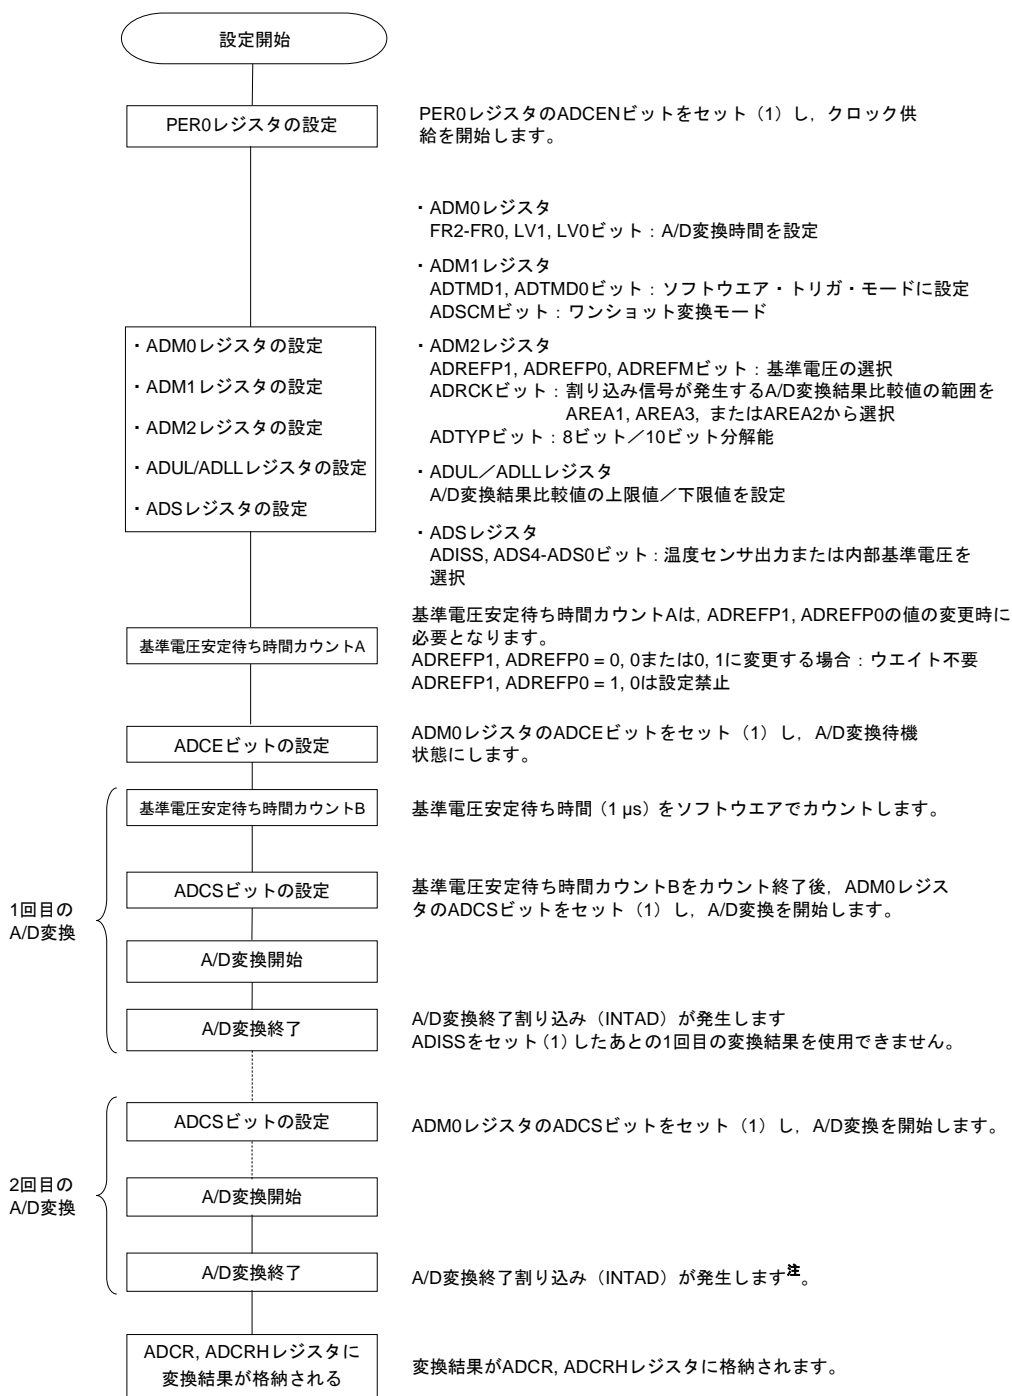 設定開始
PER0レジスタの設定
PER0レジスタのADCENビットをセット（1）し，クロック供
給を開始します。
・ADM0レジスタの設定
・ADM1レジスタの設定
・ADM2レジスタの設定
・ADUL/ADLLレジスタの設定
・ADSレジスタの設定
・ADM0レジスタ
FR2-FR0, LV1, LV0ビット：A/D変換時間を設定
・ADM1レジスタ
ADTMD1, ADTMD0ビット：ソフトウエア・トリガ・モードに設定
ADSCMビット：ワンショット変換モード
・ADM2レジスタ
ADREFP1, ADREFP0, ADREFMビット：基準電圧の選択
ADRCKビット：割り込み信号が発生するA/D変換結果比較値の範囲を
AREA1, AREA3, またはAREA2から選択
ADTYPビット：8ビット／10ビット分解能
・ADUL／ADLLレジスタ
A/D変換結果比較値の上限値／下限値を設定
・ADSレジスタ
ADISS, ADS4-ADS0ビット：温度センサ出力または内部基準電圧を
選択
基準電圧安定待ち時間カウントA
基準電圧安定待ち時間カウントAは, ADREFP1, ADREFP0の値の変更時に
必要となります。
ADREFP1, ADREFP0 = 0, 0または0, 1に変更する場合：ウエイト不要
ADREFP1, ADREFP0 = 1, 0は設定禁止
ADCEビットの設定
ADM0レジスタのADCEビットをセット（1）し，A/D変換待機
状態にします。
1回目の
A/D変換
基準電圧安定待ち時間カウントB
基準電圧安定待ち時間（1 μs）をソフトウエアでカウントします。
ADCSビットの設定
基準電圧安定待ち時間カウントBをカウント終了後，ADM0レジス
タのADCSビットをセット（1）し，A/D変換を開始します。
A/D変換開始
A/D変換終了
A/D変換終了割り込み（INTAD）が発生します
ADISSをセット（1）したあとの1回目の変換結果を使用できません。
2回目の
A/D変換
ADCSビットの設定
ADM0レジスタのADCSビットをセット（1）し，A/D変換を開始します。
A/D変換開始
A/D変換終了
A/D変換終了割り込み（INTAD）が発生します注。
ADCR, ADCRHレジスタに
変換結果が格納される
変換結果がADCR, ADCRHレジスタに格納されます。